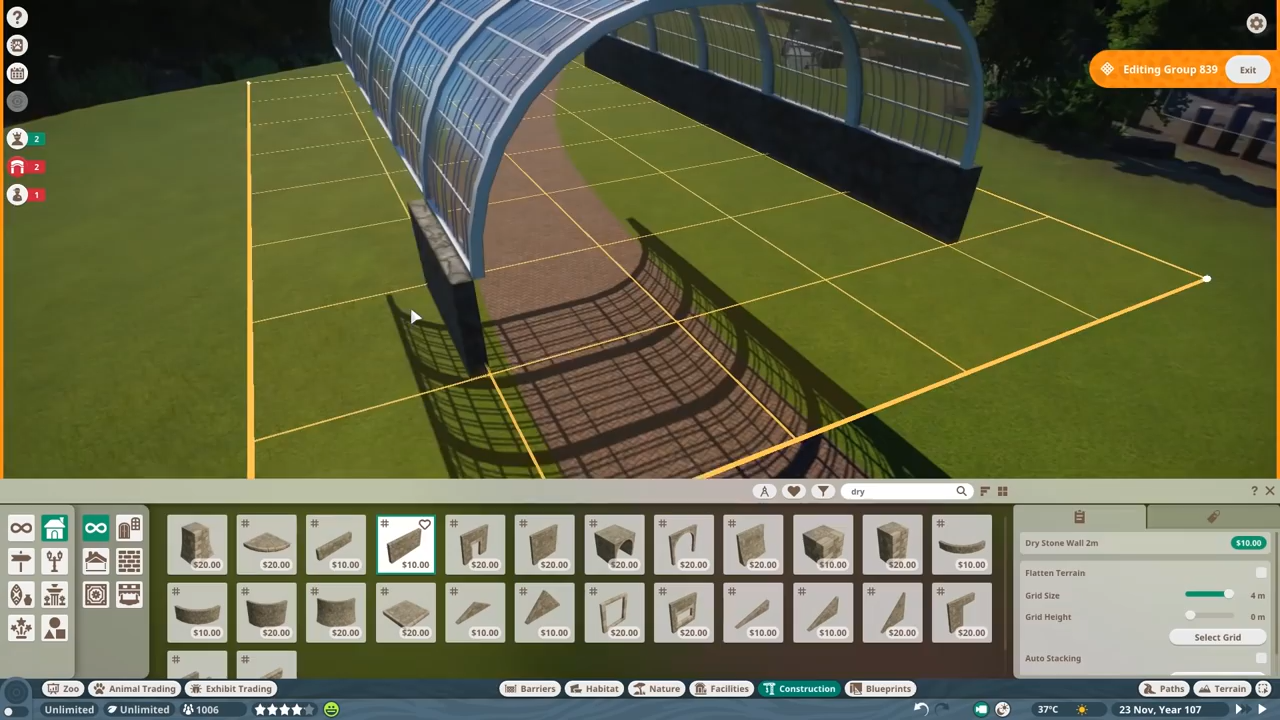 ?
Editing Group 839
Exit
2
2
1
dry
?
$20.00
$20.00
$10.00
$10.00
$20.00
$20.00
$20.00
$20.00
$20.00
$10.00
$20.00
$10.00
$10.00
$20.00
$20.00
$20.00
$10.00
$10.00
$20.00
$20.00
$10.00
$10.00
$20.00
$20.00
Dry Stone Wall 2m
$10.00
Flatten Terrain
Grid Size
4 m
Grid Height
0 m
Select Grid
Auto Stacking
Zoo
Animal Trading
Exhibit Trading
Barriers
Habitat
Nature
Facilities
Construction
Blueprints
Paths
Terrain
Unlimited
Unlimited
1006
37°C
23 Nov, Year 107